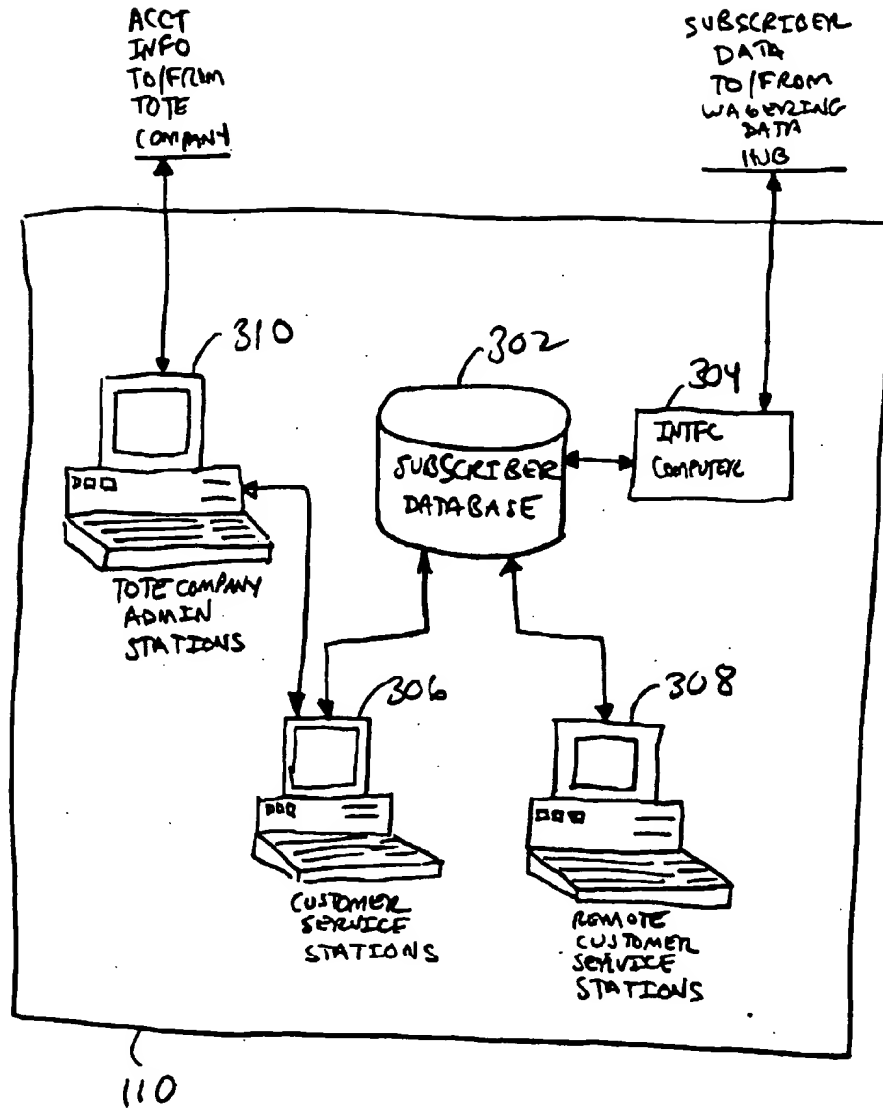 ACCT
INFO
TO/FROM
TOTE
COMPANY
SUBSCRIBER
DATA
TO/FROM
WAGERING
DATA
HUB
310
302
304
SUBSCRIBER
DATABASE
INTFC
COMPUTER
TOTE COMPANY
ADMIN
STATIONS
306
308
CUSTOMER
SERVICE
STATIONS
REMOTE
CUSTOMER
SERVICE
STATIONS
110